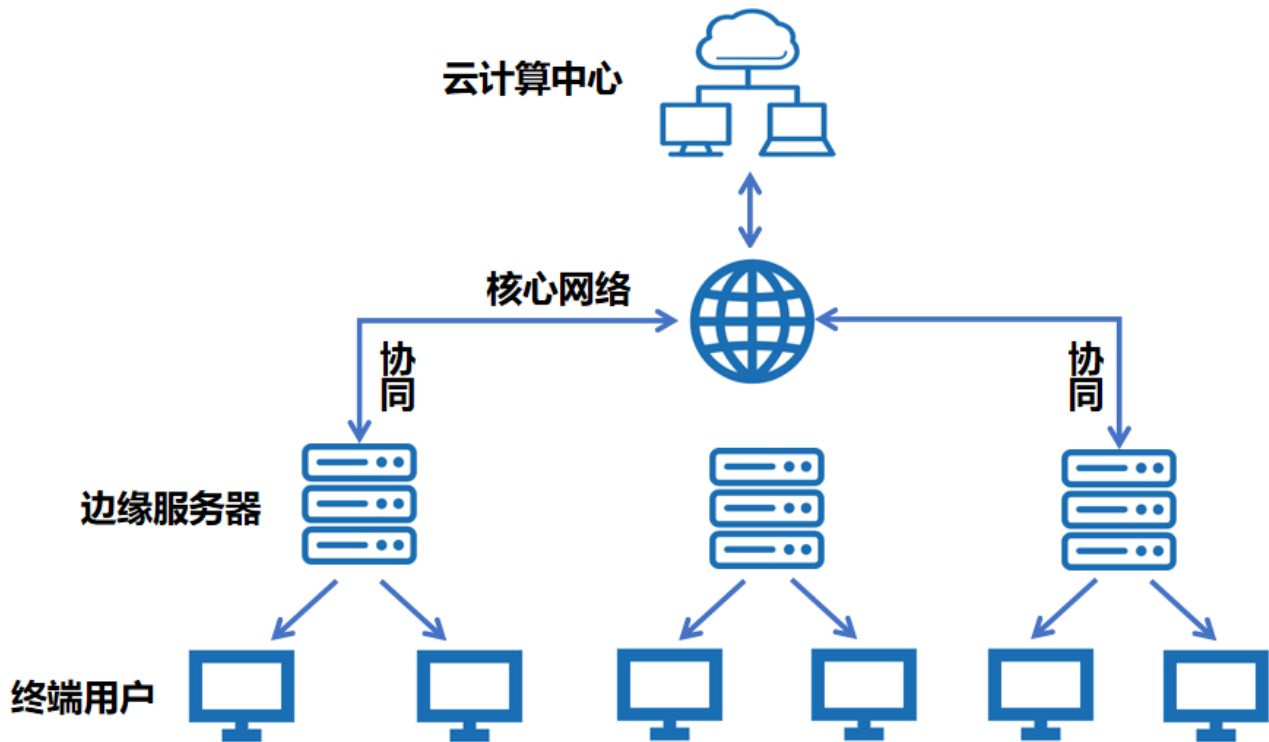 云计算中心
核心网络
协同
协同
边缘服务器
终端用户